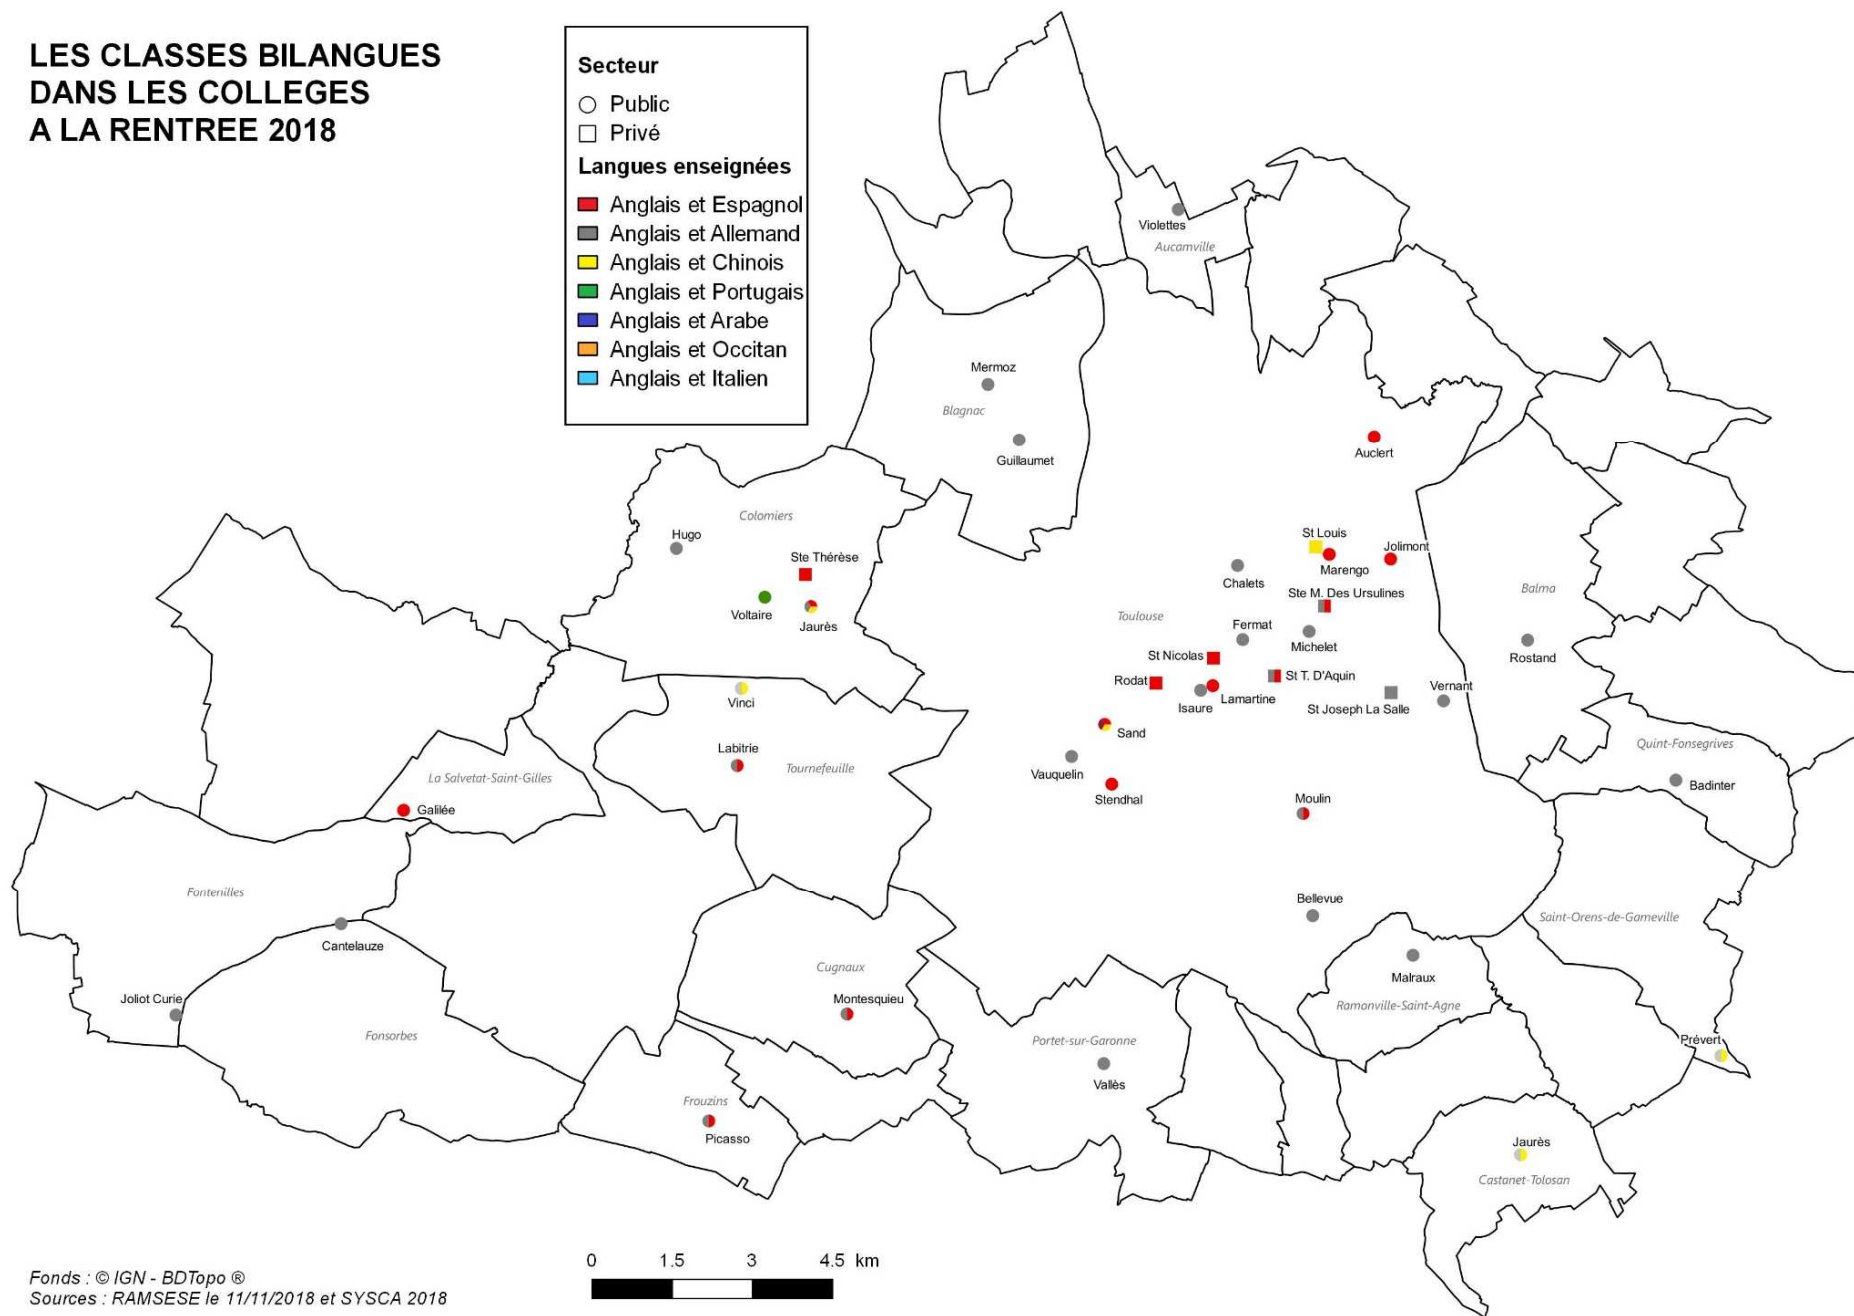 LES CLASSES BILANGUES
DANS LES COLLEGES
A LA RENTREE 2018
Secteur
Public
Privé
Langues enseignées
Anglais et Espagnol
Anglais et Allemand
Anglais et Chinois
Anglais et Portugais
Anglais et Arabe
Anglais et Occitan
Anglais et Italien
Violettes
Aucamville
Mermoz
Blagnac
Guillaumet
Auclert
Colomiers
Hugo
Ste Thérèse
Voltaire
Jaurès
St Louis
Marengo
Jolimont
Chalets
Ste M. Des Ursulines
Balma
Toulouse
Fermat
Michelet
Rostand
St Nicolas
Rodat
St T. D'Aquin
Isaure
Lamartine
St Joseph La Salle
Vernant
Vinci
Sand
Labitrie
Tournefeuille
Vauquelin
Stendhal
Quint-Fonsegrives
Badinter
La Salvetat-Saint-Gilles
Galilée
Moulin
Fontenilles
Bellevue
Saint-Orens-de-Gameville
Cantelauze
Cugnaux
Malraux
Joliot Curie
Montesquieu
Ramonville-Saint-Agne
Fonsorbes
Portet-sur-Garonne
Prévert
Vallès
Frouzins
Picasso
Jaurès
Castanet-Tolosan
0 1.5 3 4.5 km
Fonds : © IGN - BDTopo ®
Sources : RAMSESE le 11/11/2018 et SYSCA 2018